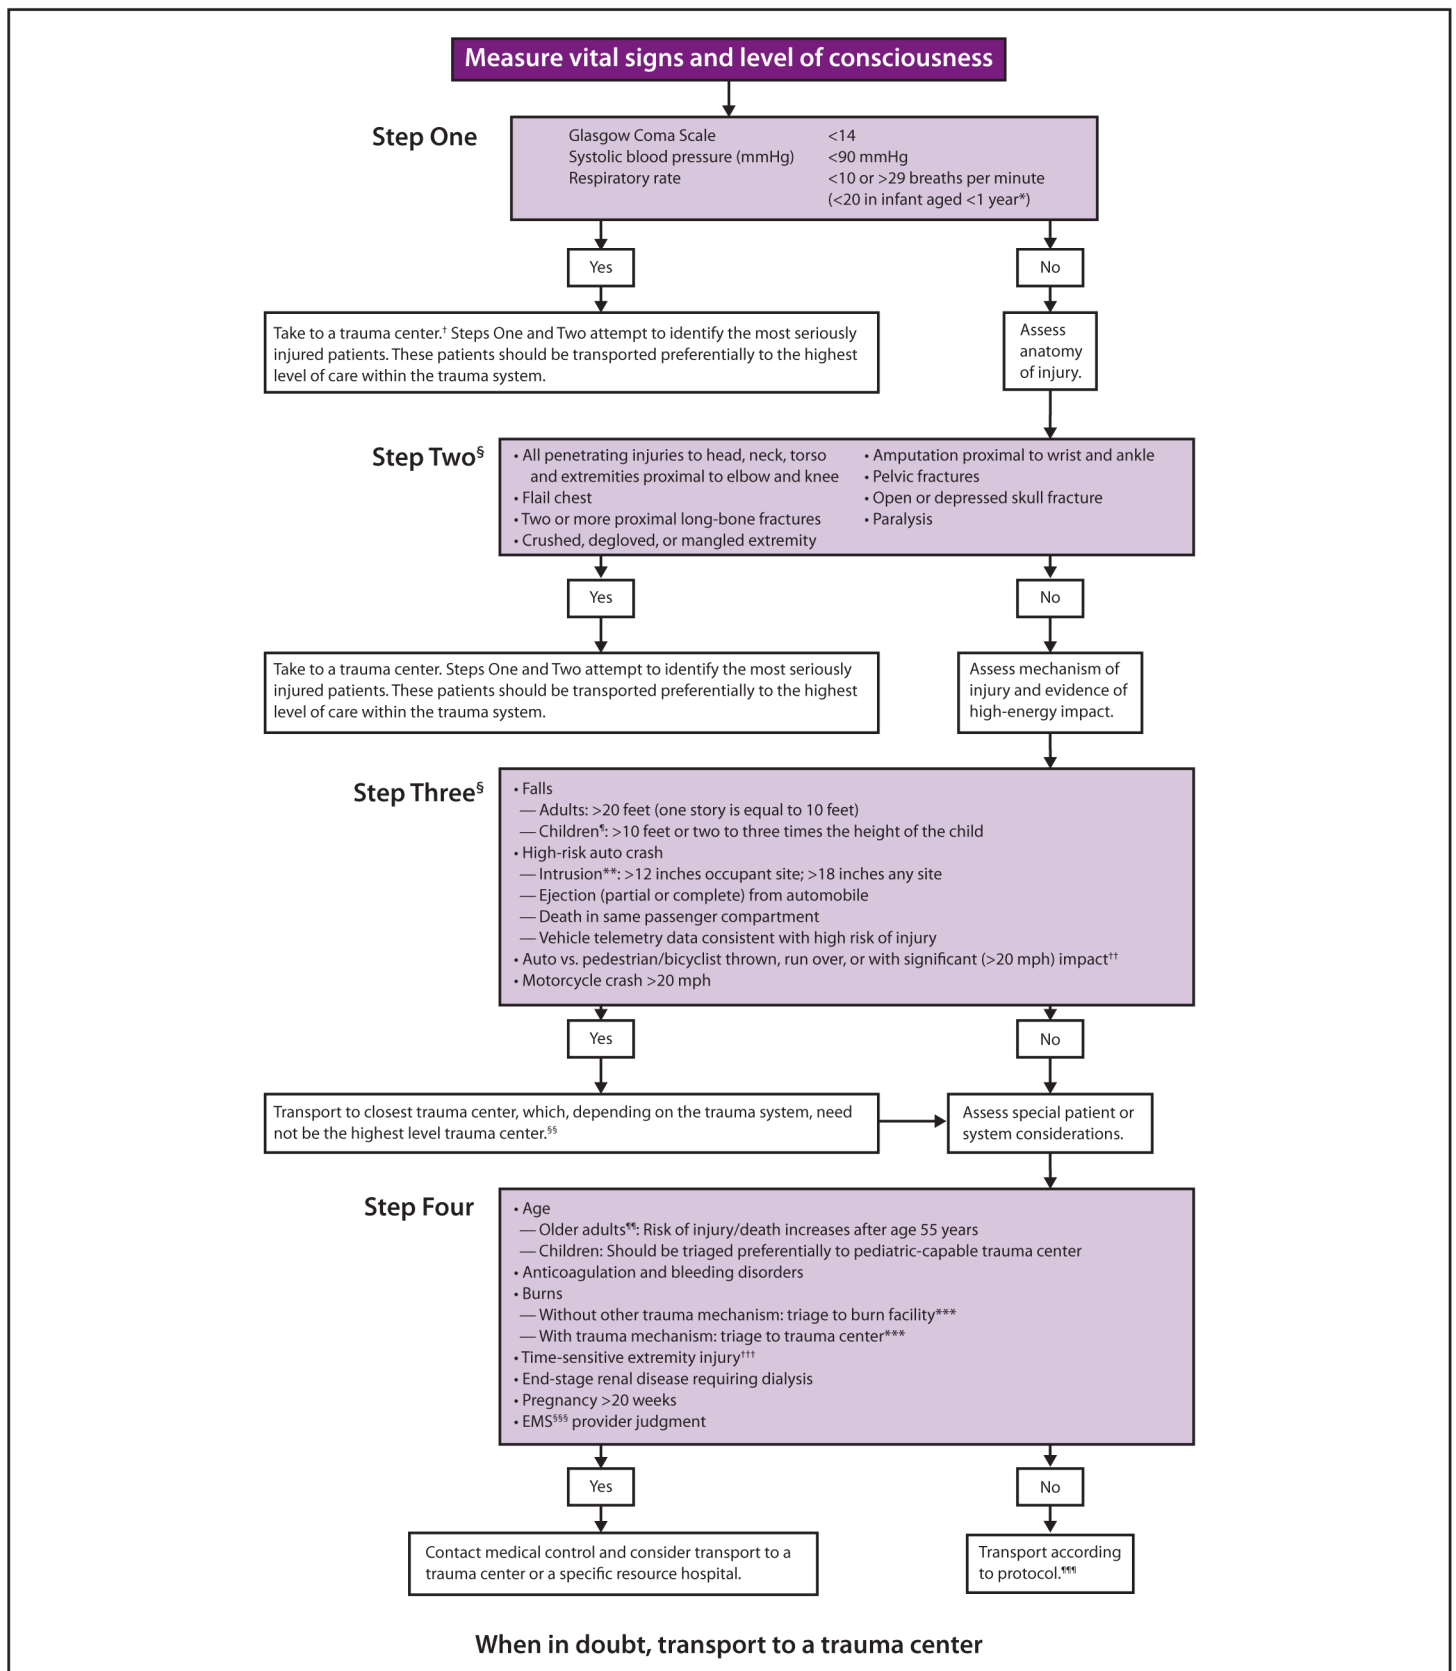 Measure vital signs and level of consciousness
Step One
Glasgow Coma Scale <14
Systolic blood pressure (mmHg) <90 mmHg
Respiratory rate <10 or >29 breaths per minute
(<20 in infant aged <1 year*)
Yes
No
Take to a trauma center.† Steps One and Two attempt to identify the most seriously
injured patients. These patients should be transported preferentially to the highest
level of care within the trauma system.
Assess
anatomy
of injury.
Step Two§
• All penetrating injuries to head, neck, torso
and extremities proximal to elbow and knee
• Flail chest
• Two or more proximal long-bone fractures
• Crushed, degloved, or mangled extremity
• Amputation proximal to wrist and ankle
• Pelvic fractures
• Open or depressed skull fracture
• Paralysis
Yes
No
Take to a trauma center. Steps One and Two attempt to identify the most seriously
injured patients. These patients should be transported preferentially to the highest
level of care within the trauma system.
Assess mechanism of
injury and evidence of
high-energy impact.
Step Three§
• Falls
— Adults: >20 feet (one story is equal to 10 feet)
— Children¶: >10 feet or two to three times the height of the child
• High-risk auto crash
— Intrusion**: >12 inches occupant site; >18 inches any site
— Ejection (partial or complete) from automobile
— Death in same passenger compartment
— Vehicle telemetry data consistent with high risk of injury
• Auto vs. pedestrian/bicyclist thrown, run over, or with significant (>20 mph) impact††
• Motorcycle crash >20 mph
Yes
No
Transport to closest trauma center, which, depending on the trauma system, need
not be the highest level trauma center.§§
Assess special patient or
system considerations.
Step Four
• Age
— Older adults¶¶: Risk of injury/death increases after age 55 years
— Children: Should be triaged preferentially to pediatric-capable trauma center
• Anticoagulation and bleeding disorders
• Burns
— Without other trauma mechanism: triage to burn facility***
— With trauma mechanism: triage to trauma center***
• Time-sensitive extremity injury†††
• End-stage renal disease requiring dialysis
• Pregnancy >20 weeks
• EMS§§§ provider judgment
Yes
No
Contact medical control and consider transport to a
trauma center or a specific resource hospital.
Transport according
to protocol.¶¶¶
When in doubt, transport to a trauma center